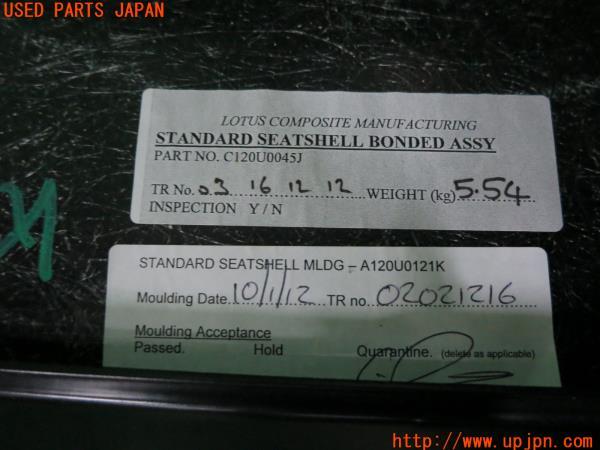 USED PARTS JAPAN
LOTUS COMPOSITE MANUFACTURING
STANDARD SEATSHELL BONDED ASSY
PART NO. C120U0045J
TR No. 03 16 12 12 WEIGHT (kg) 5.54
INSPECTION Y / N
STANDARD SEATSHELL MLDG – A120U0121K
Moulding Date 10/1/12 TR no. 02021216
Moulding Acceptance
Passed. Hold Quarantine. (delete as applicable)
http://www.upjpn.com